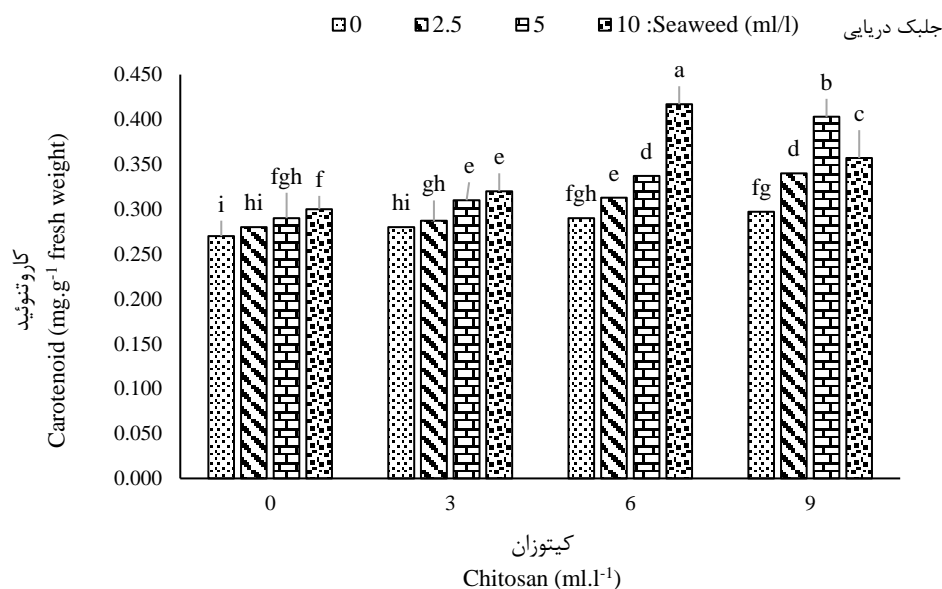 0 2.5 5 10 :Seaweed (ml/l) جلبک دریایی
0.450
0.400
0.350
0.300
0.250
0.200
0.150
0.100
0.050
0.000
کاروتنوئید
Carotenoid (mg.g-1 fresh weight)
i hi fgh f
hi gh e e
fgh e d a
fg d b c
0 3 6 9
کیتوزان
Chitosan (ml.l-1)